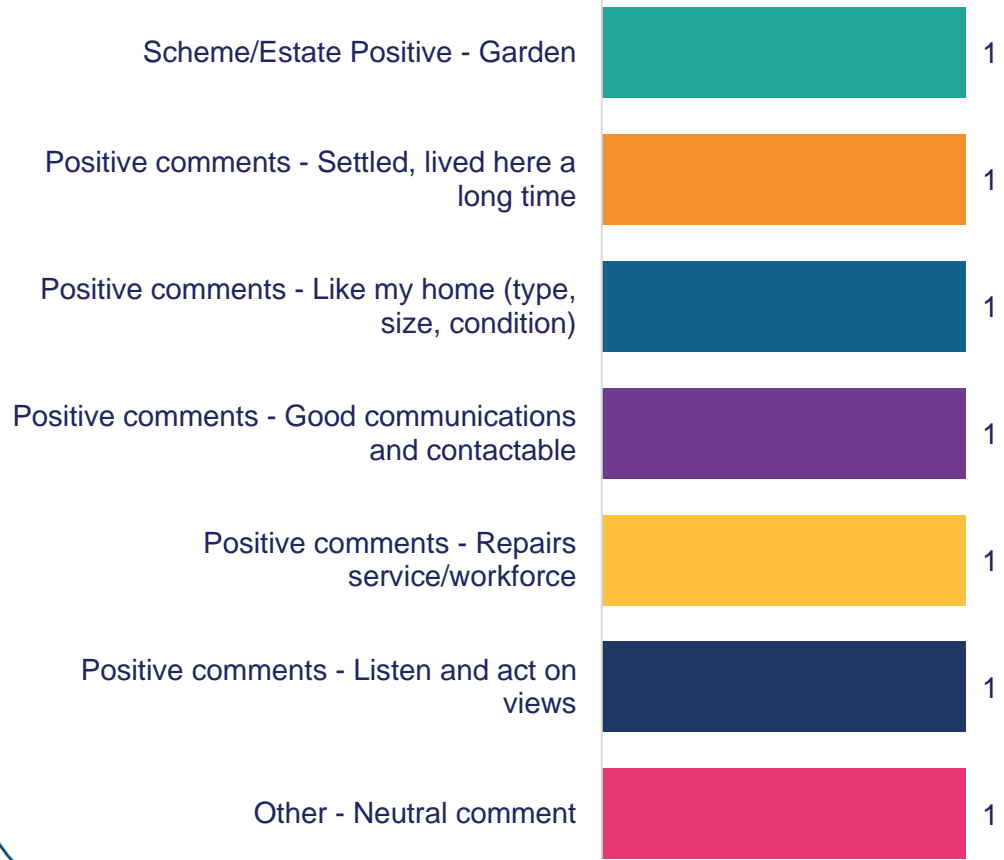 Scheme/Estate Positive - Garden
1
Positive comments - Settled, lived here a
long time
1
Positive comments - Like my home (type,
size, condition)
1
Positive comments - Good communications
and contactable
1
Positive comments - Repairs
service/workforce
1
Positive comments - Listen and act on
views
1
Other - Neutral comment
1